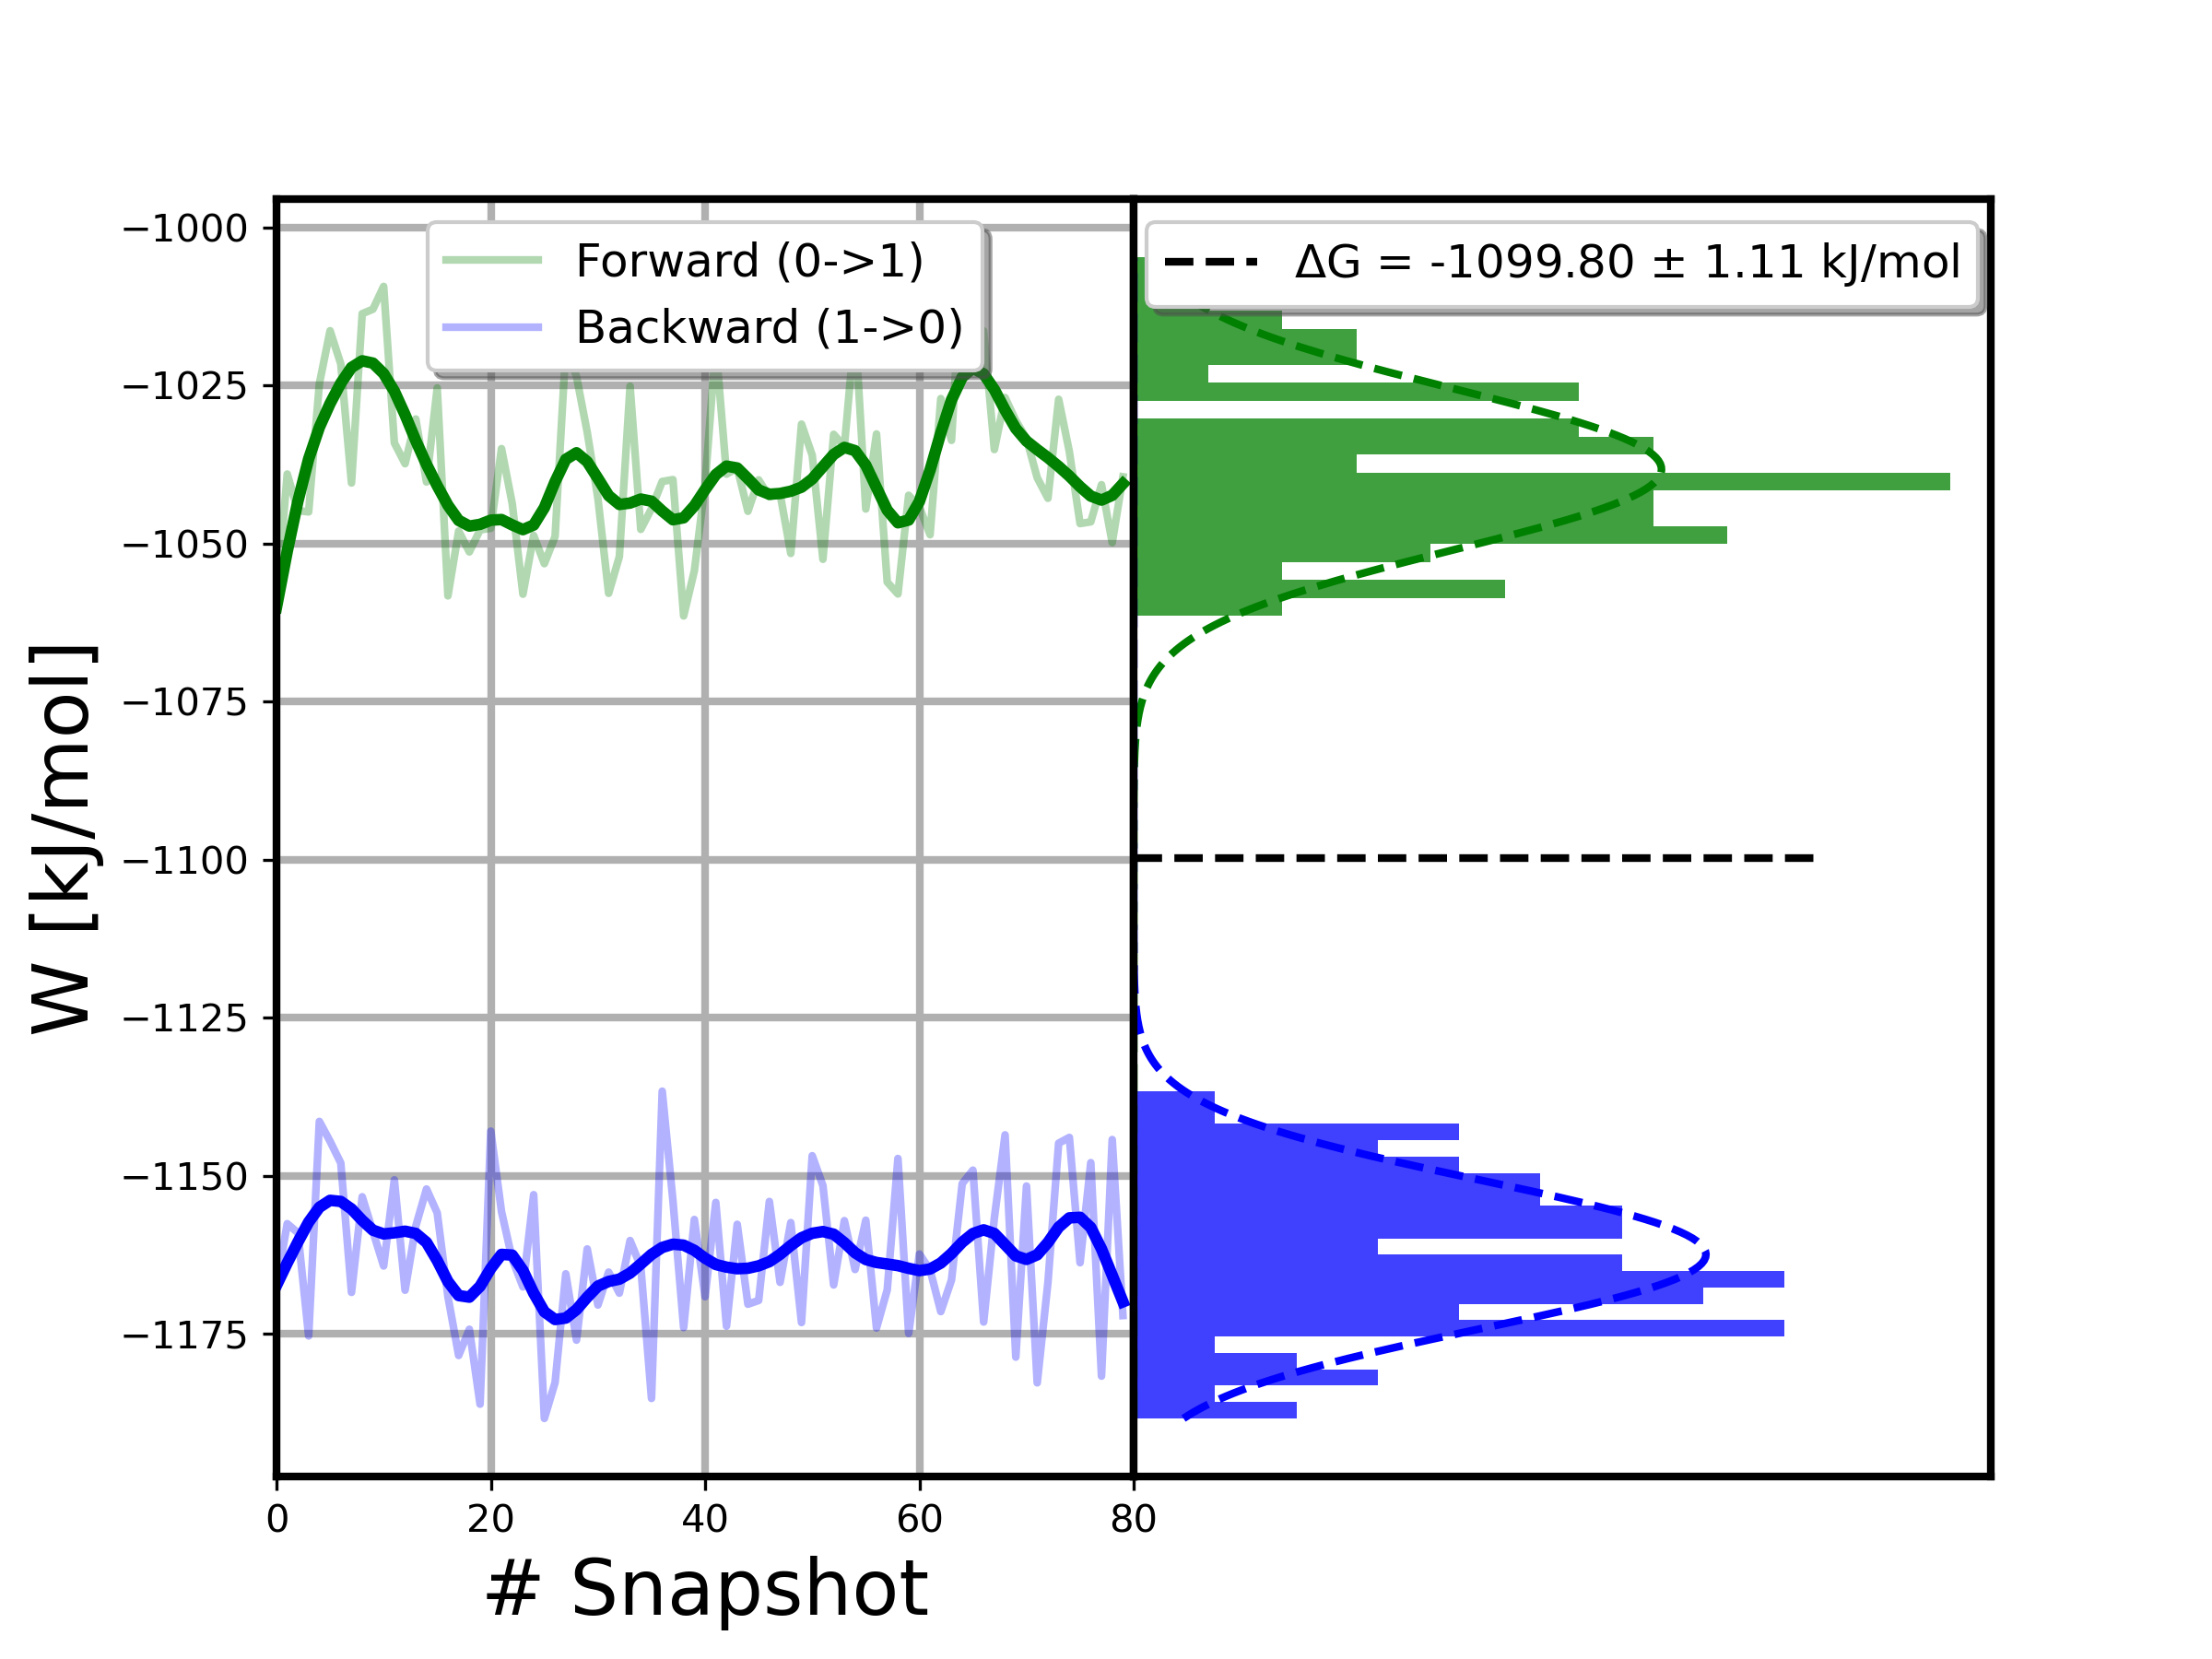 −1000
−1025
−1050
−1075
−1100
−1125
−1150
−1175
W [kJ/mol]
Forward (0->1)
Backward (1->0)
ΔG = -1099.80 ± 1.11 kJ/mol
0 20 40 60 80
# Snapshot